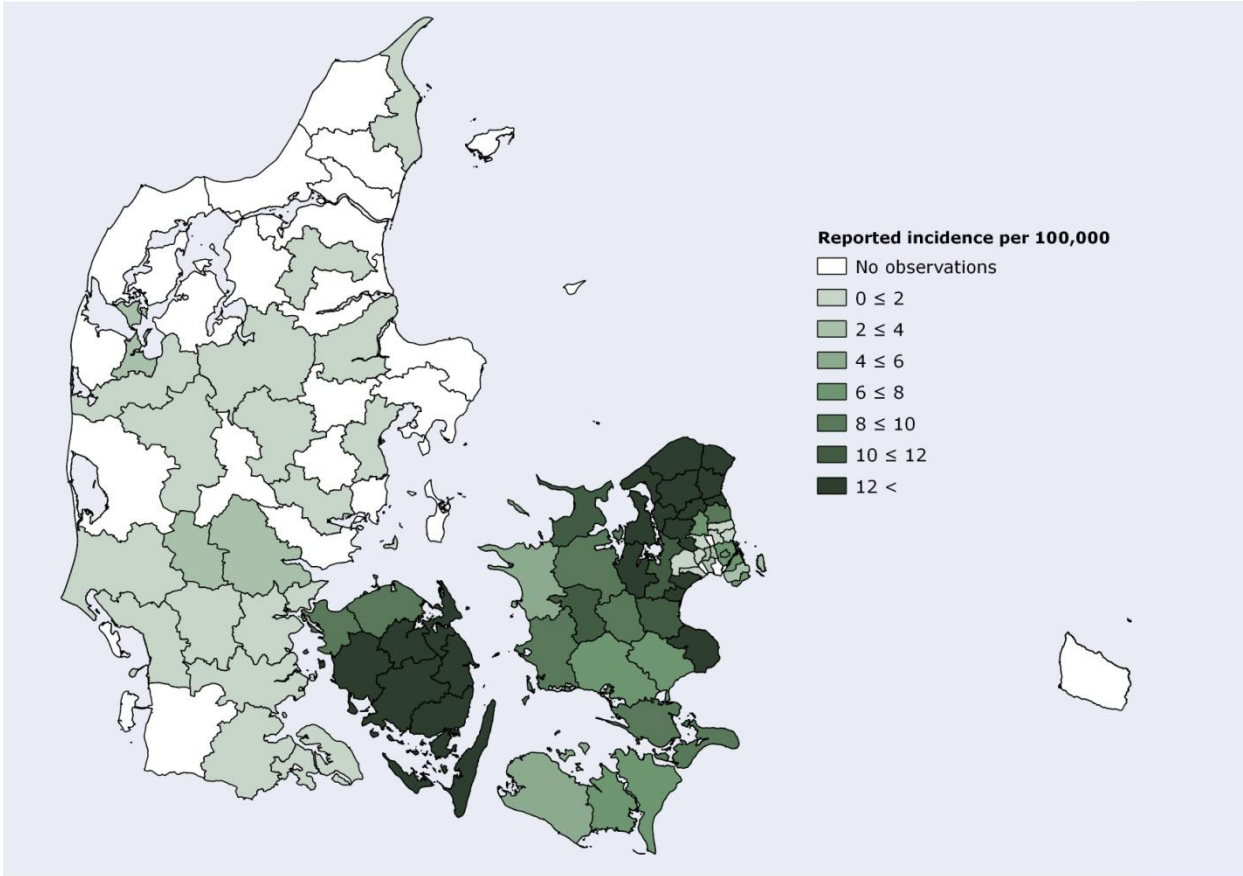 Reported incidence per 100,000
No observations
0 ≤ 2
2 ≤ 4
4 ≤ 6
6 ≤ 8
8 ≤ 10
10 ≤ 12
12 <